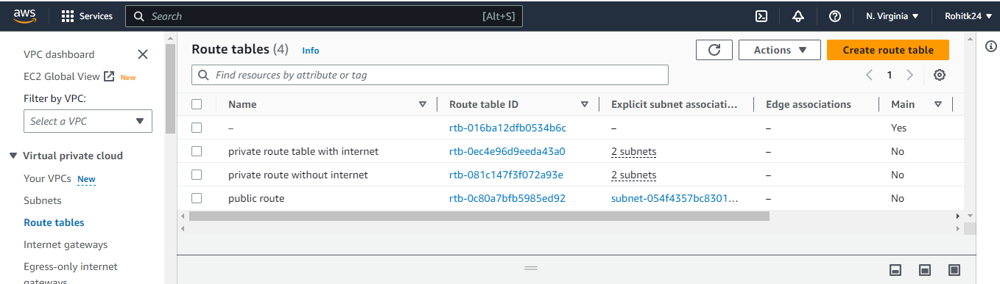 aws Services Search [Alt+S] N. Virginia Rohitk24
VPC dashboard
EC2 Global View New
Filter by VPC:
Select a VPC
Virtual private cloud
Your VPCs New
Subnets
Route tables
Internet gateways
Egress-only internet
gateways
Route tables (4) Info
Actions Create route table
Find resources by attribute or tag
1
Name Route table ID Explicit subnet associati... Edge associations Main
– rtb-016ba12dfb0534b6c – – Yes
private route table with internet rtb-0ec4e96d9eeda43a0 2 subnets – No
private route without internet rtb-081c147f3f072a93e 2 subnets – No
public route rtb-0c80a7bfb5985ed92 subnet-054f4357bc8301... – No